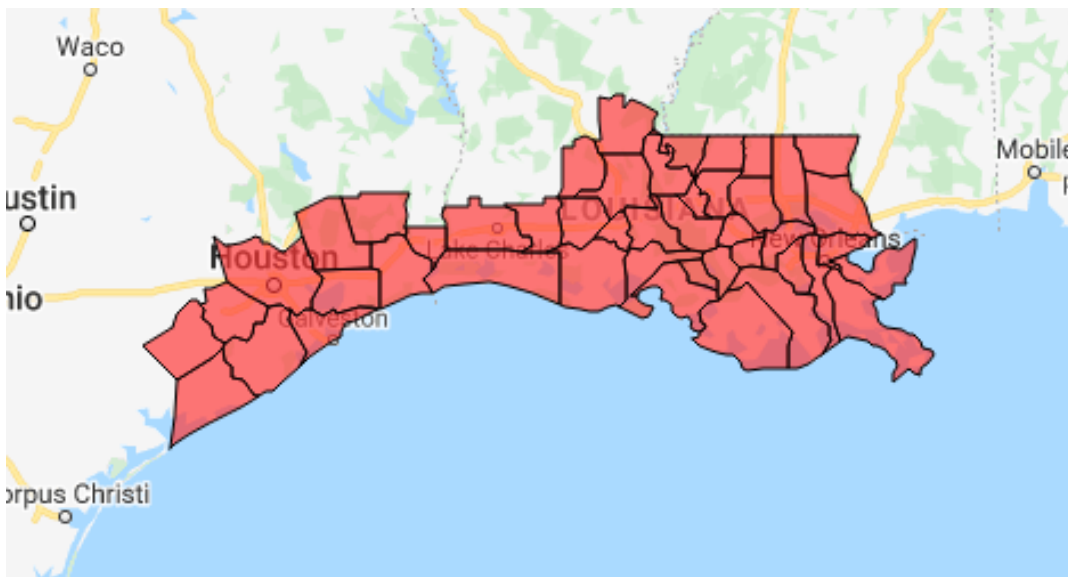 Waco
Mobile
ustin
LOUISIANA
New Orleans
Houston
Lake Charles
nio
Galveston
orpus Christi